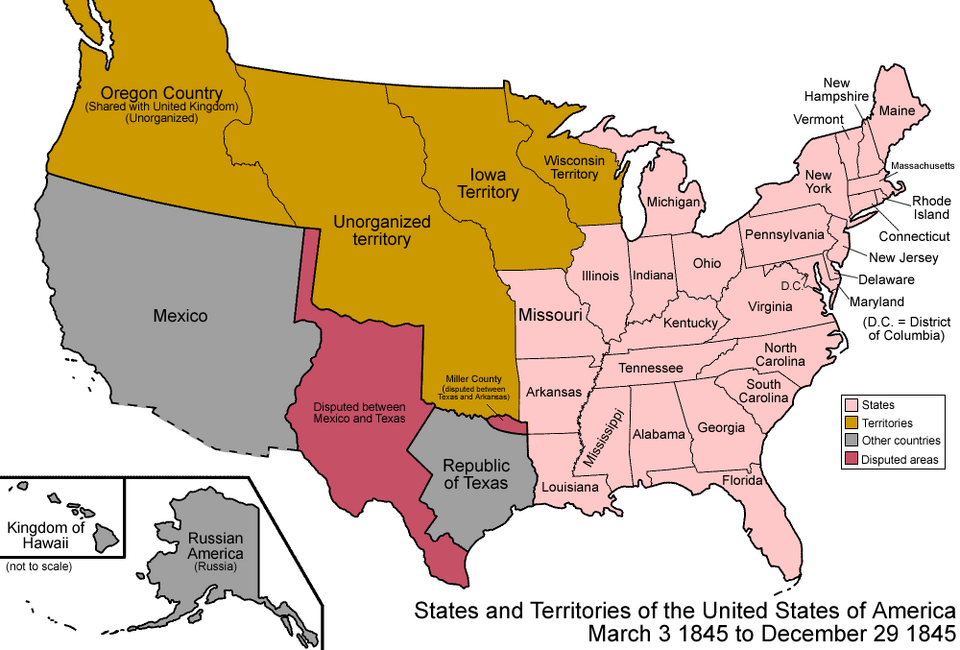 Oregon Country
(Shared with United Kingdom)
(Unorganized)
New
Hampshire
Vermont
Maine
Massachusetts
New
York
Rhode
Island
Connecticut
Wisconsin
Territory
Iowa
Territory
Michigan
Unorganized
territory
Pennsylvania
New Jersey
Illinois
Indiana
Ohio
Delaware
D.C.
Maryland
Virginia
(D.C. = District
of Columbia)
Mexico
Missouri
Kentucky
North
Carolina
Tennessee
Miller County
(disputed between
Texas and Arkansas)
Arkansas
South
Carolina
Disputed between
Mexico and Texas
Mississippi
Alabama
Georgia
States
Territories
Other countries
Disputed areas
Republic
of Texas
Louisiana
Florida
Kingdom of
Hawaii
(not to scale)
Russian
America
(Russia)
States and Territories of the United States of America
March 3 1845 to December 29 1845